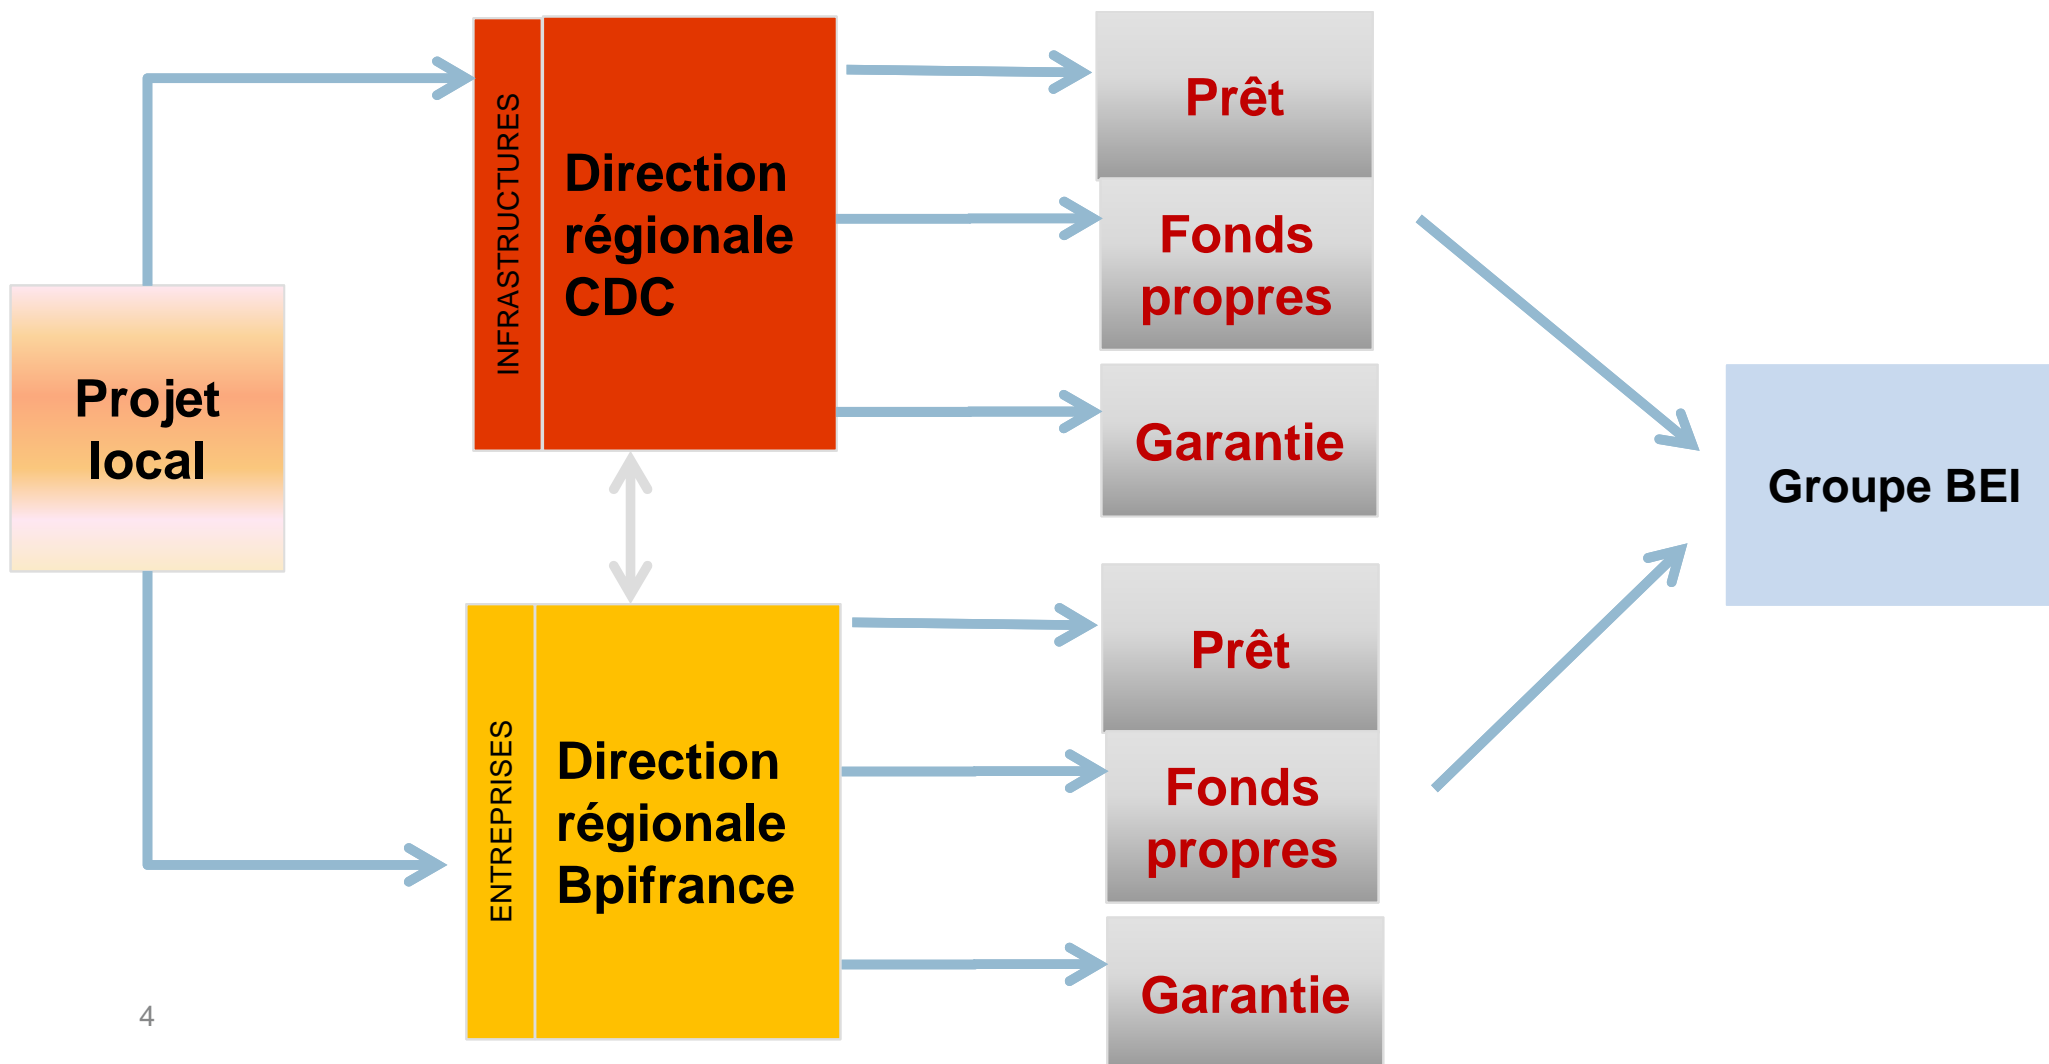 Projet
local
INFRASTRUCTURES
Direction
régionale
CDC
Prêt
Fonds
propres
Garantie
ENTREPRISES
Direction
régionale
Bpifrance
Prêt
Fonds
propres
Garantie
Groupe BEI
4